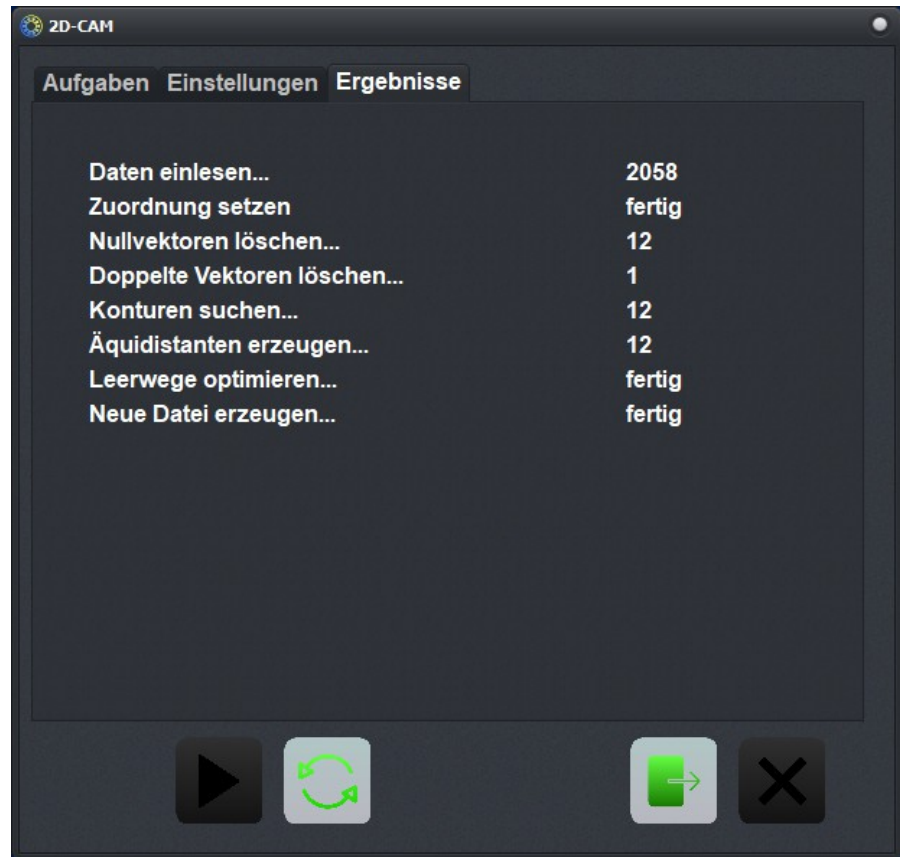 2D-CAM
Aufgaben Einstellungen Ergebnisse
Daten einlesen... 2058
Zuordnung setzen fertig
Nullvektoren löschen... 12
Doppelte Vektoren löschen... 1
Konturen suchen... 12
Äquidistanten erzeugen... 12
Leerwege optimieren... fertig
Neue Datei erzeugen... fertig